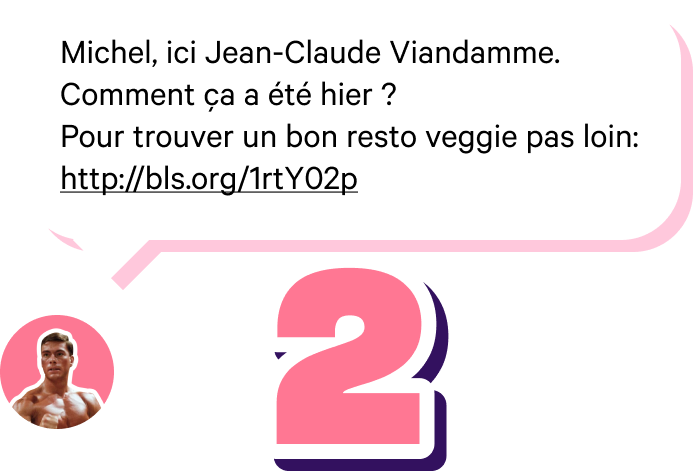 Michel, ici Jean-Claude Viandamme.
Comment ça a été hier ?
Pour trouver un bon resto veggie pas loin:
http://bls.org/1rtY02p
2